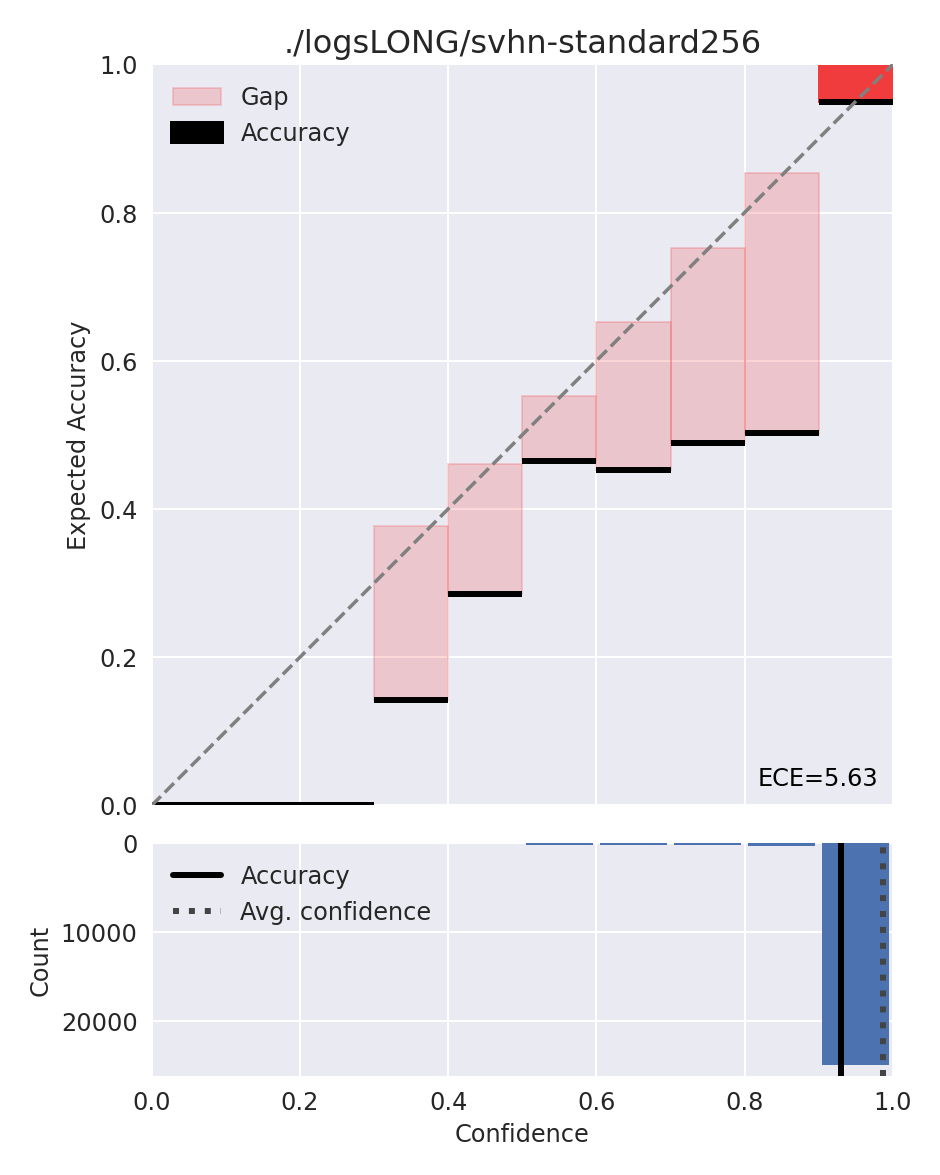 ./logsLONG/svhn-standard256
1.0
Gap
Accuracy
0.8
0.6
Expected Accuracy
0.4
0.2
ECE=5.63
0.0
0
Accuracy
Avg. confidence
10000
Count
20000
0.0 0.2 0.4 0.6 0.8 1.0
Confidence